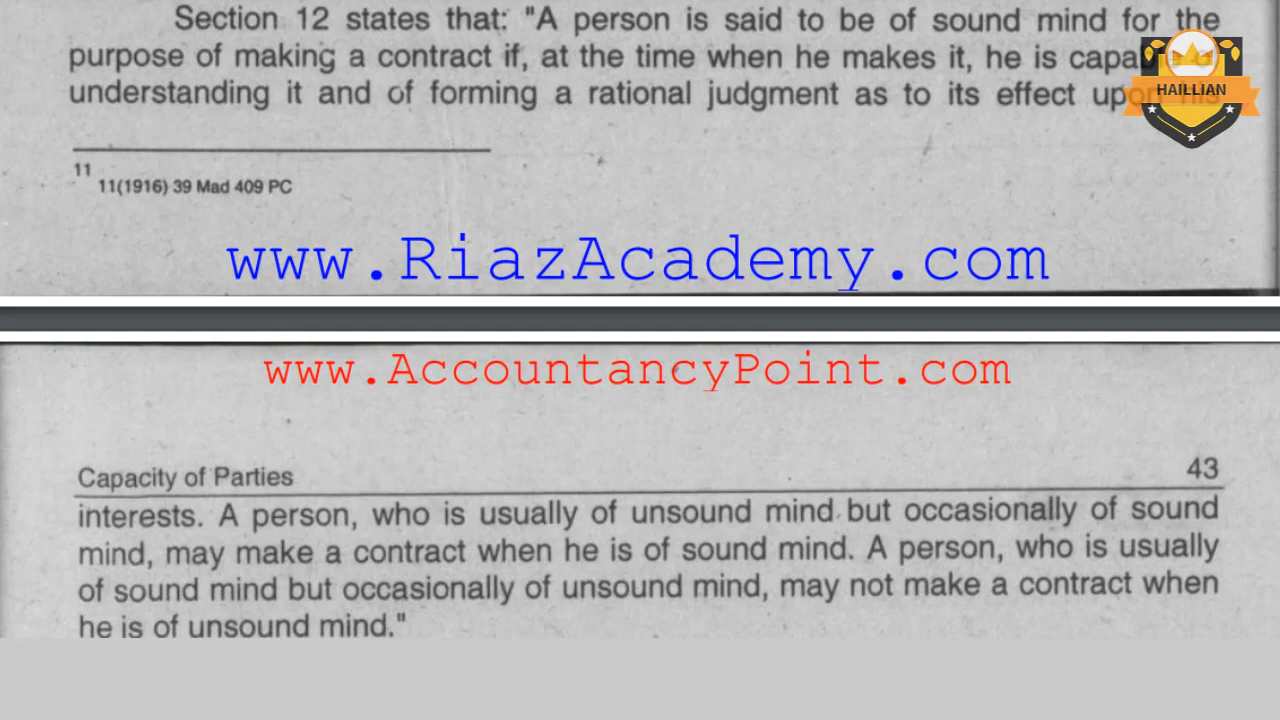 Section 12 states that: "A person is said to be of sound mind for the
purpose of making a contract if, at the time when he makes it, he is
understanding it and of forming a rational judgment as to its effect upon his
HAILLIAN
11
11(1916) 39 Mad 409 PC
www.RiazAcademy.com
www.AccountancyPoint.com
Capacity of Parties 43
interests. A person, who is usually of unsound mind but occasionally of sound
mind, may make a contract when he is of sound mind. A person, who is usually
of sound mind but occasionally of unsound mind, may not make a contract when
he is of unsound mind."